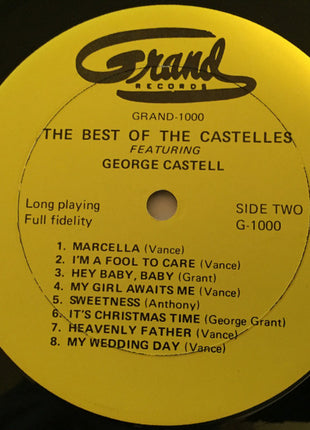 Grand
RECORDS
GRAND-1000
THE BEST OF THE CASTELLES
FEATURING
GEORGE CASTELL
Long playing
Full fidelity
SIDE TWO
G-1000
1. MARCELLA (Vance)
2. I'M A FOOL TO CARE (Vance)
3. HEY BABY, BABY (Grant)
4. MY GIRL AWAITS ME (Vance)
5. SWEETNESS (Anthony)
6. IT'S CHRISTMAS TIME (George Grant)
7. HEAVENLY FATHER (Vance)
8. MY WEDDING DAY (Vance)